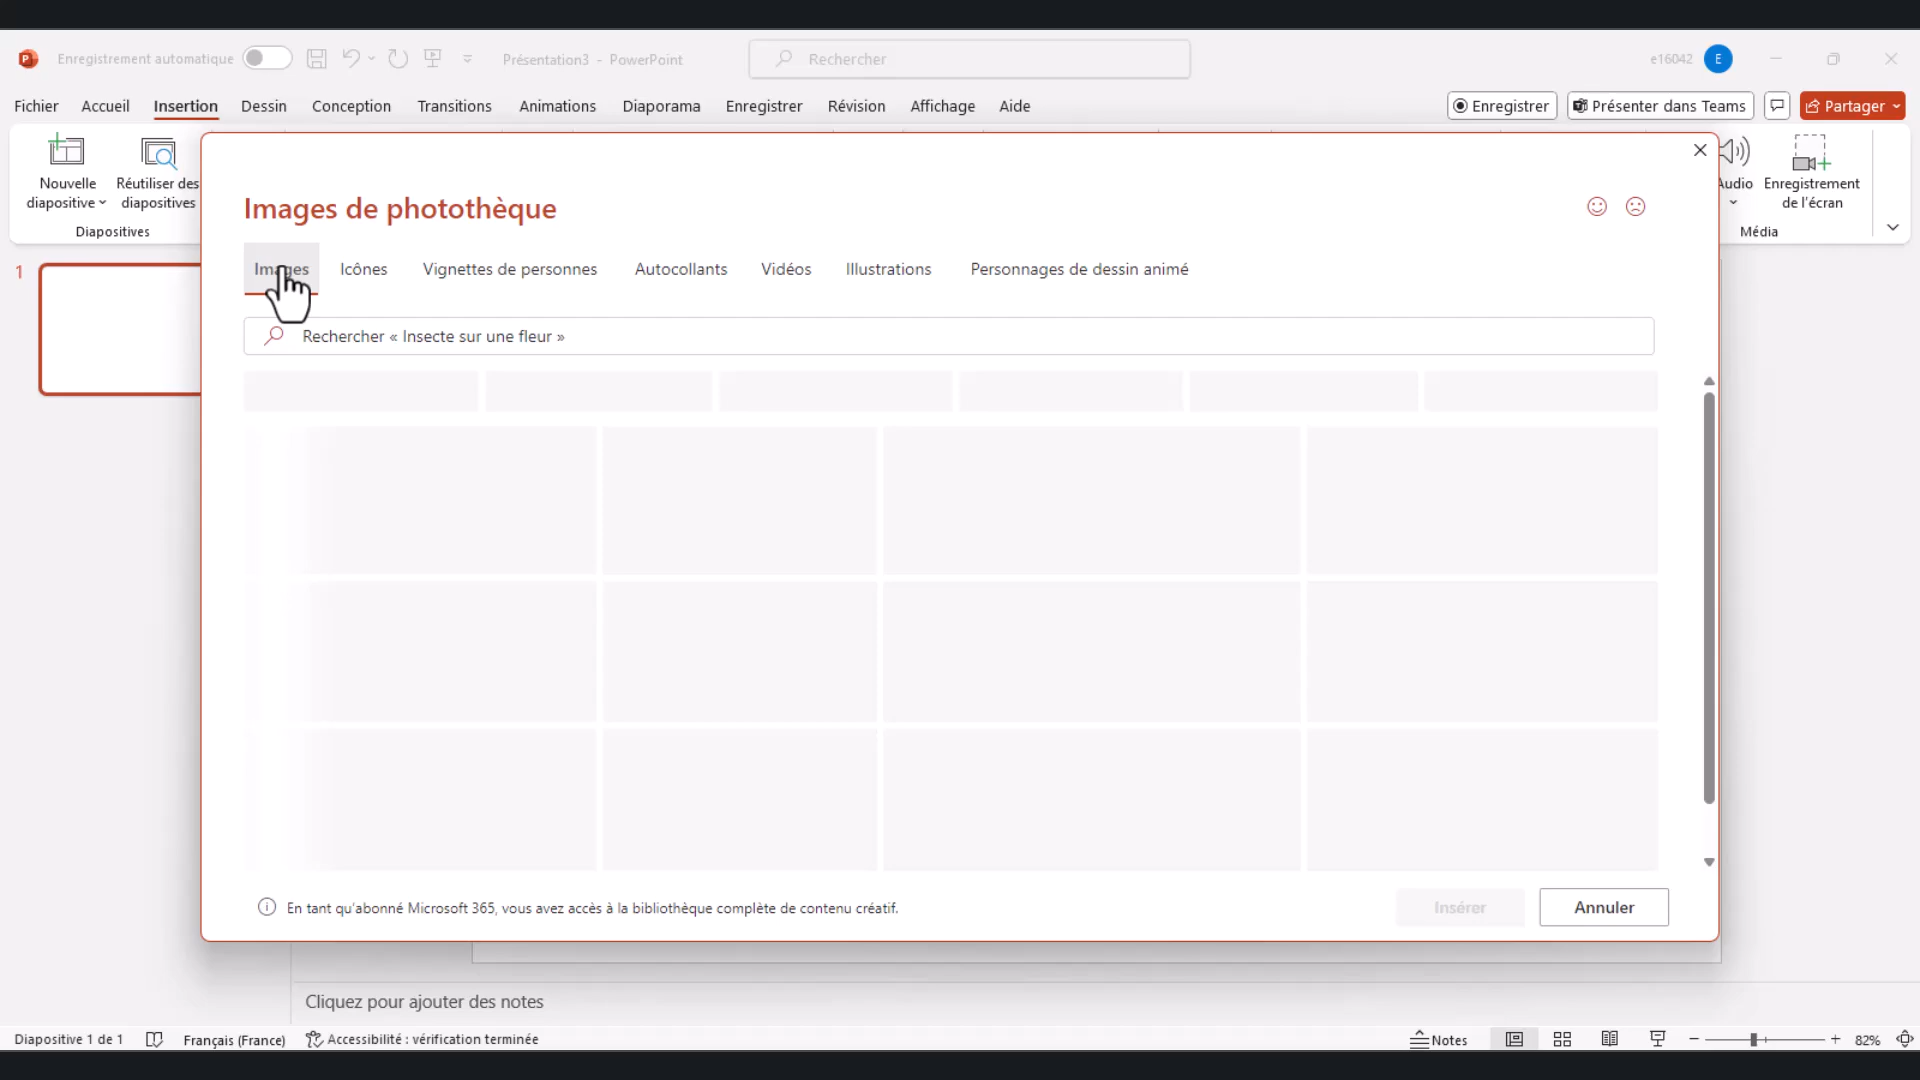 Enregistrement automatique
Présentation3 - PowerPoint
Rechercher
e16042
E
Fichier Accueil Insertion Dessin Conception Transitions Animations Diaporama Enregistrer Révision Affichage Aide
Enregistrer Présenter dans Teams Partager
Nouvelle diapositive
Réutiliser des diapositives
Diapositives
Audio
Enregistrement de l'écran
Média
1
Images de photothèque
Images Icônes Vignettes de personnes Autocollants Vidéos Illustrations Personnages de dessin animé
Rechercher « Insecte sur une fleur »
En tant qu'abonné Microsoft 365, vous avez accès à la bibliothèque complète de contenu créatif.
Insérer Annuler
Cliquez pour ajouter des notes
Diapositive 1 de 1 Français (France) Accessibilité : vérification terminée Notes 82%